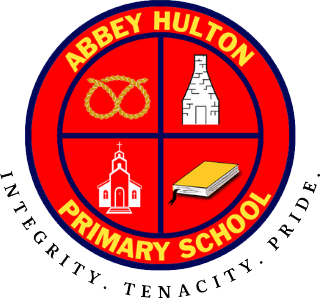 ABBEY HULTON
PRIMARY SCHOOL
INTEGRITY. TENACITY. PRIDE.